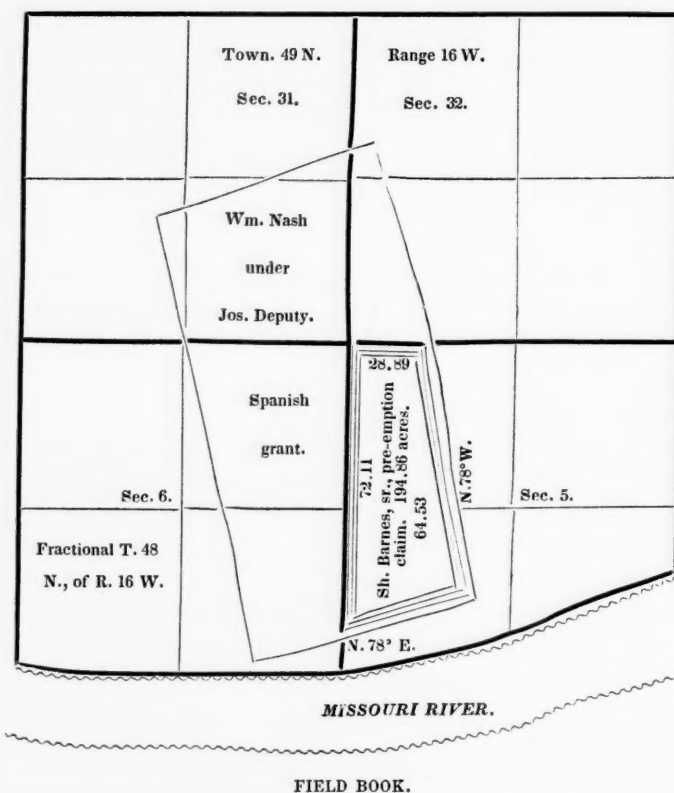 Town. 49 N.
Range 16 W.
Sec. 31.
Sec. 32.
Wm. Nash
under
Jos. Deputy.
Spanish
grant.
28.89
72.11
Sh. Barnes, sr., pre-emption
claim. 194.86 acres.
64.53
N.78°W.
Sec. 6.
Sec. 5.
Fractional T. 48
N., of R. 16 W.
N.78° E.
MISSOURI RIVER.
FIELD BOOK.